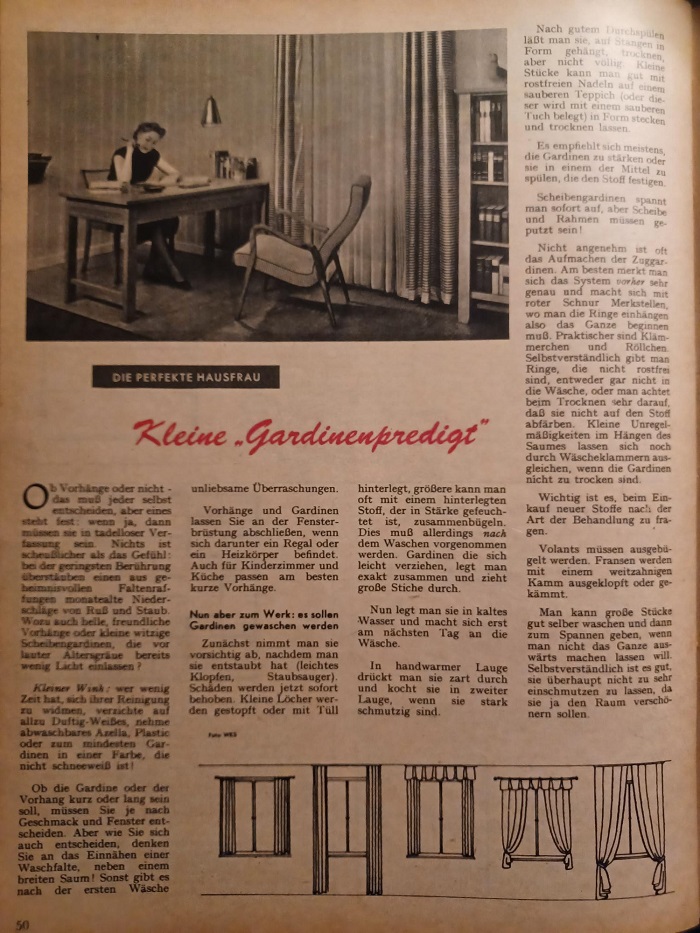 DIE PERFEKTE HAUSFRAU
Kleine „Gardinenpredigt"
Ob Vorhänge oder nicht -
das muß jeder selbst
entscheiden, aber eines
steht fest: wenn ja, dann
müssen sie in tadelloser Ver-
fassung sein. Nichts ist
scheußlicher als das Gefühl:
bei der geringsten Berührung
überstäuben einen aus ge-
heimnisvollen Faltenraf-
fungen monatealte Nieder-
schläge von Ruß und Staub.
Wozu auch helle, freundliche
Vorhänge oder kleine witzige
Scheibengardinen, die vor
lauter Altersgräue bereits
wenig Licht einlassen?
Kleiner Wink: wer wenig
Zeit hat, sich ihrer Reinigung
zu widmen, verzichte auf
allzu Duftig-Weißes, nehme
abwaschbares Azella, Plastic
oder zum mindesten Gar-
dinen in einer Farbe, die
nicht schneeweiß ist!
Ob die Gardine oder der
Vorhang kurz oder lang sein
soll, müssen Sie je nach
Geschmack und Fenster ent-
scheiden. Aber wie Sie sich
auch entscheiden, denken
Sie an das Einnähen einer
Waschfalte, neben einem
breiten Saum! Sonst gibt es
nach der ersten Wäsche
unliebsame Überraschungen.
Vorhänge und Gardinen
lassen Sie an der Fenster-
brüstung abschließen, wenn
sich darunter ein Regal oder
ein Heizkörper befindet.
Auch für Kinderzimmer und
Küche passen am besten
kurze Vorhänge.
Nun aber zum Werk: es sollen
Gardinen gewaschen werden
Zunächst nimmt man sie
vorsichtig ab, nachdem man
sie entstaubt hat (leichtes
Klopfen, Staubsauger).
Schäden werden jetzt sofort
behoben. Kleine Löcher wer-
den gestopft oder mit Tüll
Foto WKS
hinterlegt, größere kann man
oft mit einem hinterlegten
Stoff, der in Stärke gefeuch-
tet ist, zusammenbügeln.
Dies muß allerdings nach
dem Waschen vorgenommen
werden. Gardinen die sich
leicht verziehen, legt man
exakt zusammen und zieht
große Stiche durch.
Nun legt man sie in kaltes
Wasser und macht sich erst
am nächsten Tag an die
Wäsche.
In handwarmer Lauge
drückt man sie zart durch
und kocht sie in zweiter
Lauge, wenn sie stark
schmutzig sind.
Nach gutem Durchspülen
läßt man sie, auf Stangen in
Form gehängt, trocknen,
aber nicht völlig. Kleine
Stücke kann man gut mit
rostfreien Nadeln auf einem
sauberen Teppich (oder die-
ser wird mit einem sauberen
Tuch belegt) in Form stecken
und trocknen lassen.
Es empfiehlt sich meistens,
die Gardinen zu stärken oder
sie in einem der Mittel zu
spülen, die den Stoff festigen.
Scheibengardinen spannt
man sofort auf, aber Scheibe
und Rahmen müssen ge-
putzt sein!
Nicht angenehm ist oft
das Aufmachen der Zuggar-
dinen. Am besten merkt man
sich das System vorher sehr
genau und macht sich mit
roter Schnur Merkstellen,
wo man die Ringe einhängen
also das Ganze beginnen
muß. Praktischer sind Kläm-
merchen und Röllchen.
Selbstverständlich gibt man
Ringe, die nicht rostfrei
sind, entweder gar nicht in
die Wäsche, oder man achtet
beim Trocknen sehr darauf,
daß sie nicht auf den Stoff
abfärben. Kleine Unregel-
mäßigkeiten im Hängen des
Saumes lassen sich noch
durch Wäscheklammern aus-
gleichen, wenn die Gardinen
nicht zu trocken sind.
Wichtig ist es, beim Ein-
kauf neuer Stoffe nach der
Art der Behandlung zu fra-
gen.
Volants müssen ausgebü-
gelt werden. Fransen werden
mit einem weitzahnigen
Kamm ausgeklopft oder ge-
kämmt.
Man kann große Stücke
gut selber waschen und dann
zum Spannen geben, wenn
man nicht das Ganze aus-
wärts machen lassen will.
Selbstverständlich ist es gut,
sie überhaupt nicht zu sehr
einschmutzen zu lassen, da
sie ja den Raum verschö-
nern sollen.
50